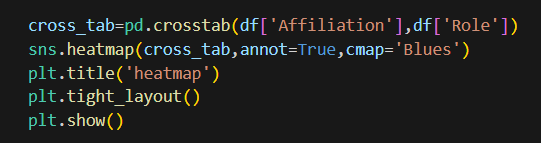 cross_tab=pd.crosstab(df['Affiliation'],df['Role'])
sns.heatmap(cross_tab,annot=True,cmap='Blues')
plt.title('heatmap')
plt.tight_layout()
plt.show()